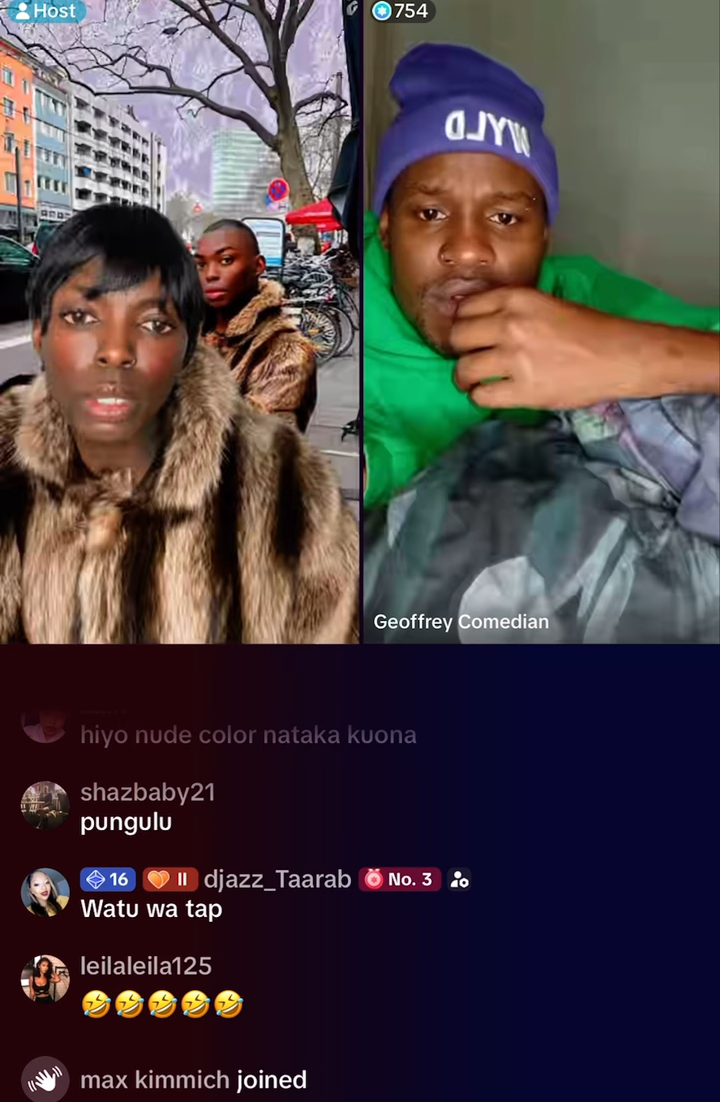 Host
754
WYLD
Geoffrey Comedian
hiyo nude color nataka kuona
shazbaby21
pungulu
16 II djazz_Taarab No. 3
Watu wa tap
leilaleila125
🤣🤣🤣🤣🤣
max kimmich joined